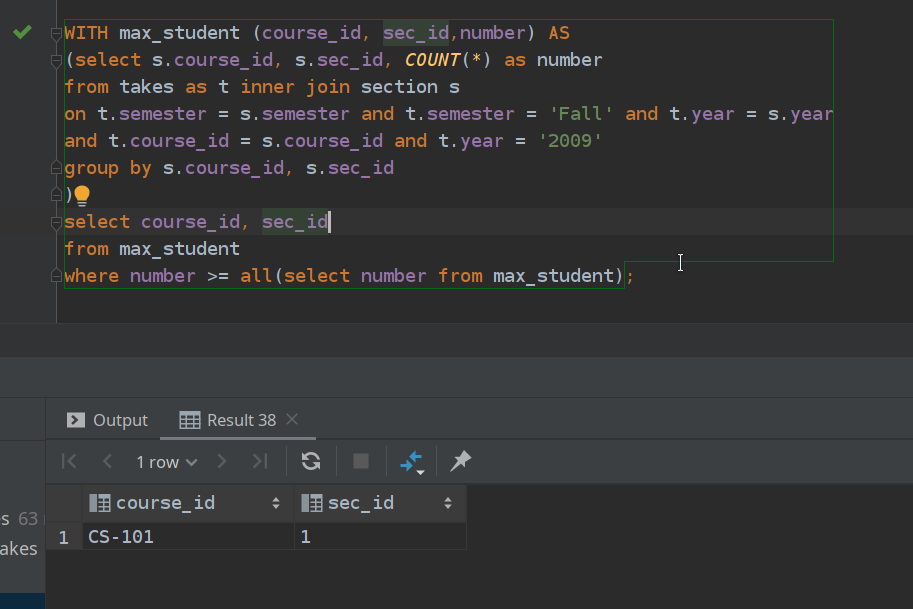 WITH max_student (course_id, sec_id,number) AS
(select s.course_id, s.sec_id, COUNT(*) as number
from takes as t inner join section s
on t.semester = s.semester and t.semester = 'Fall' and t.year = s.year
and t.course_id = s.course_id and t.year = '2009'
group by s.course_id, s.sec_id
)
select course_id, sec_id
from max_student
where number >= all(select number from max_student);
Output Result 38
1 row
course_id sec_id
s 63
1 CS-101 1
akes